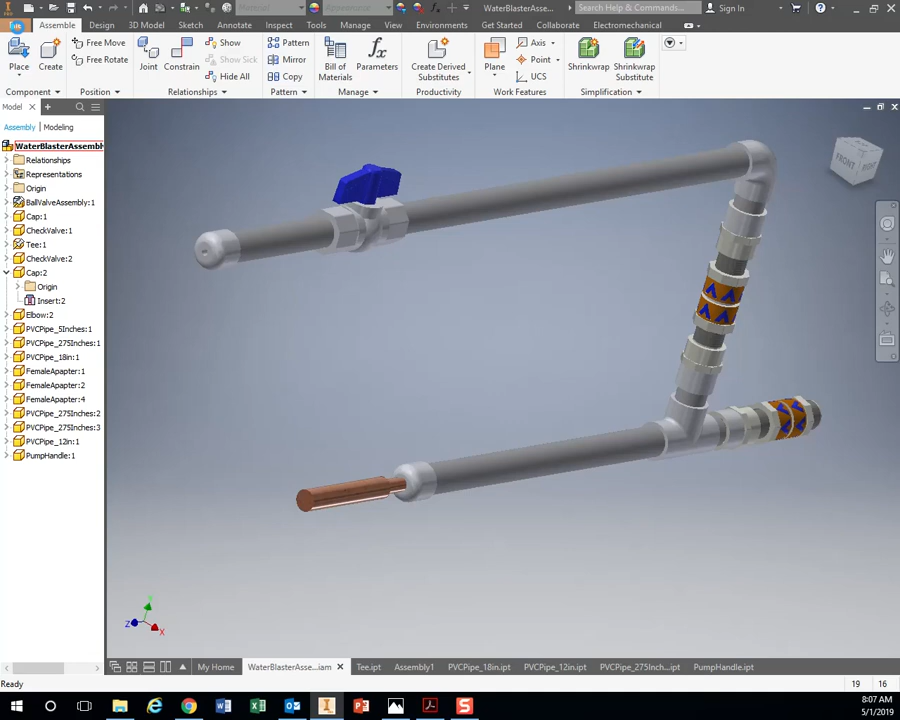 Material
Appearance
WaterBlasterAsse...
Search Help & Commands...
Sign In
Assemble
Design
3D Model
Sketch
Annotate
Inspect
Tools
Manage
View
Environments
Get Started
Collaborate
Electromechanical
Place
Create
Free Move
Free Rotate
Joint
Constrain
Show
Show Sick
Hide All
Pattern
Mirror
Copy
Bill of
Materials
fx
Parameters
Create Derived
Substitutes
Plane
Axis
Point
UCS
Shrinkwrap
Shrinkwrap
Substitute
Component
Position
Relationships
Pattern
Manage
Productivity
Work Features
Simplification
Model
Assembly
Modeling
WaterBlasterAssembl
Relationships
Representations
Origin
BallValveAssembly:1
Cap:1
CheckValve:1
Tee:1
CheckValve:2
Cap:2
Origin
Insert:2
Elbow:2
PVCPipe_5Inches:1
PVCPipe_275Inches:1
PVCPipe_18in:1
FemaleApapter:1
FemaleApapter:2
FemaleApapter:4
PVCPipe_275Inches:2
PVCPipe_275Inches:3
PVCPipe_12in:1
PumpHandle:1
FRONT
RIGHT
Y
Z
X
My Home
WaterBlasterAsse...iam
Tee.ipt
Assembly1
PVCPipe_18in.ipt
PVCPipe_12in.ipt
PVCPipe_275Inch...ipt
PumpHandle.ipt
Ready
19
16
8:07 AM
5/1/2019